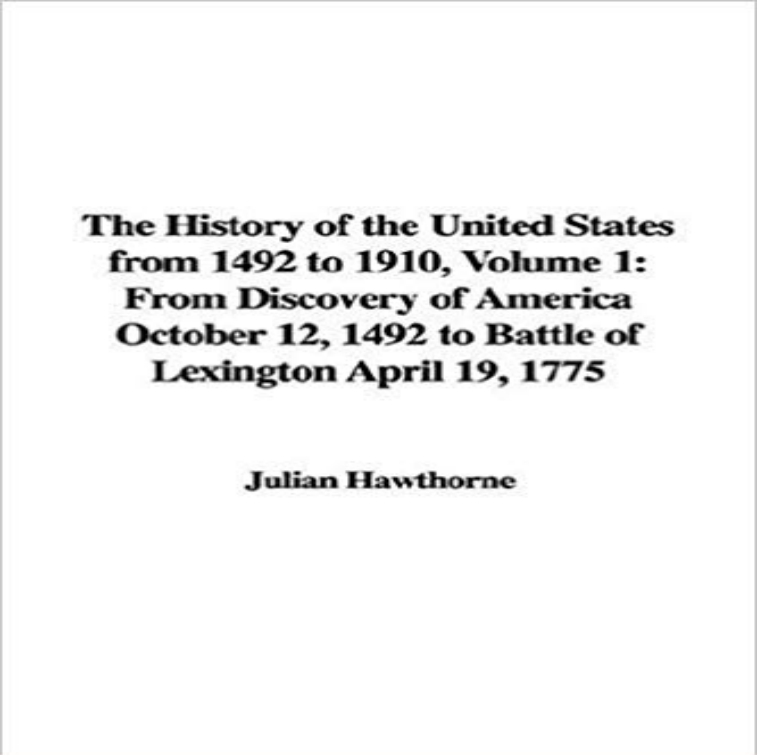 The History of the United States
from 1492 to 1910, Volume 1:
From Discovery of America
October 12, 1492 to Battle of
Lexington April 19, 1775
Julian Hawthorne